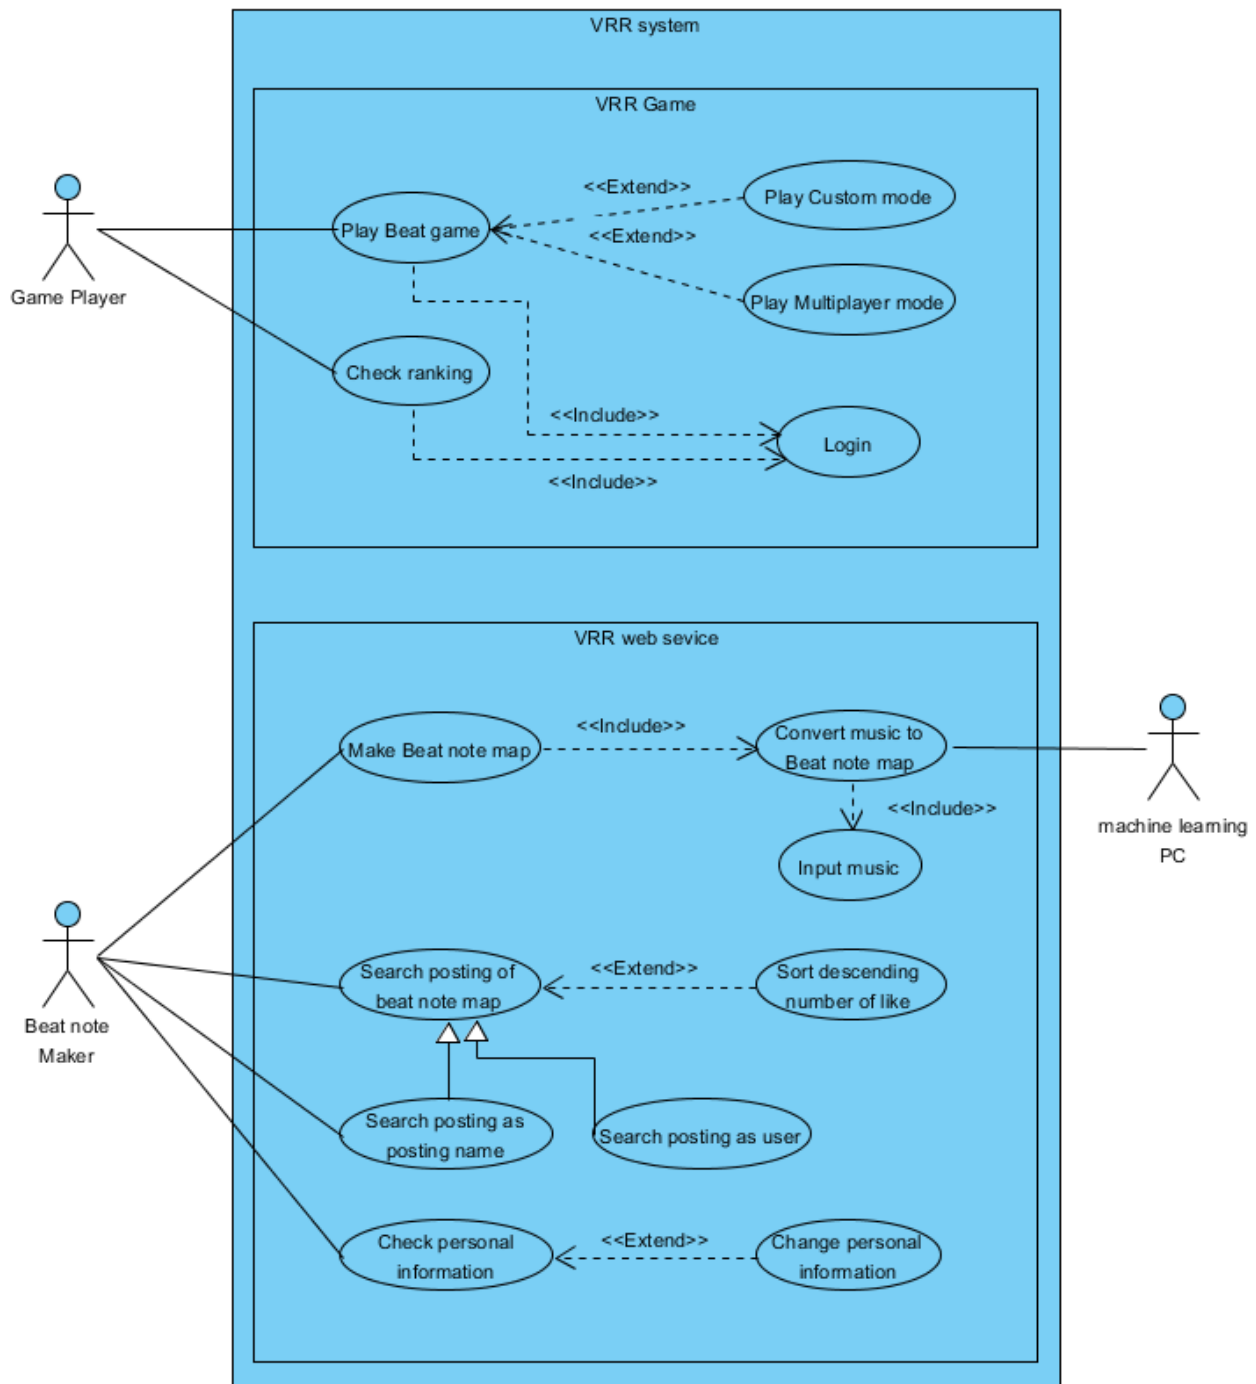 VRR system
VRR Game
<<Extend>>
Play Custom mode
Play Beat game
<<Extend>>
Game Player
Play Multiplayer mode
Check ranking
<<Include>>
Login
<<Include>>
VRR web sevice
<<Include>>
Convert music to
Make Beat note map
Beat note map
<<Include>>
machine learning
PC
Input music
Search posting of
beat note map
<<Extend>>
Sort descending
number of like
Beat note
Maker
Search posting as
posting name
Search posting as user
Check personal
information
<<Extend>>
Change personal
information